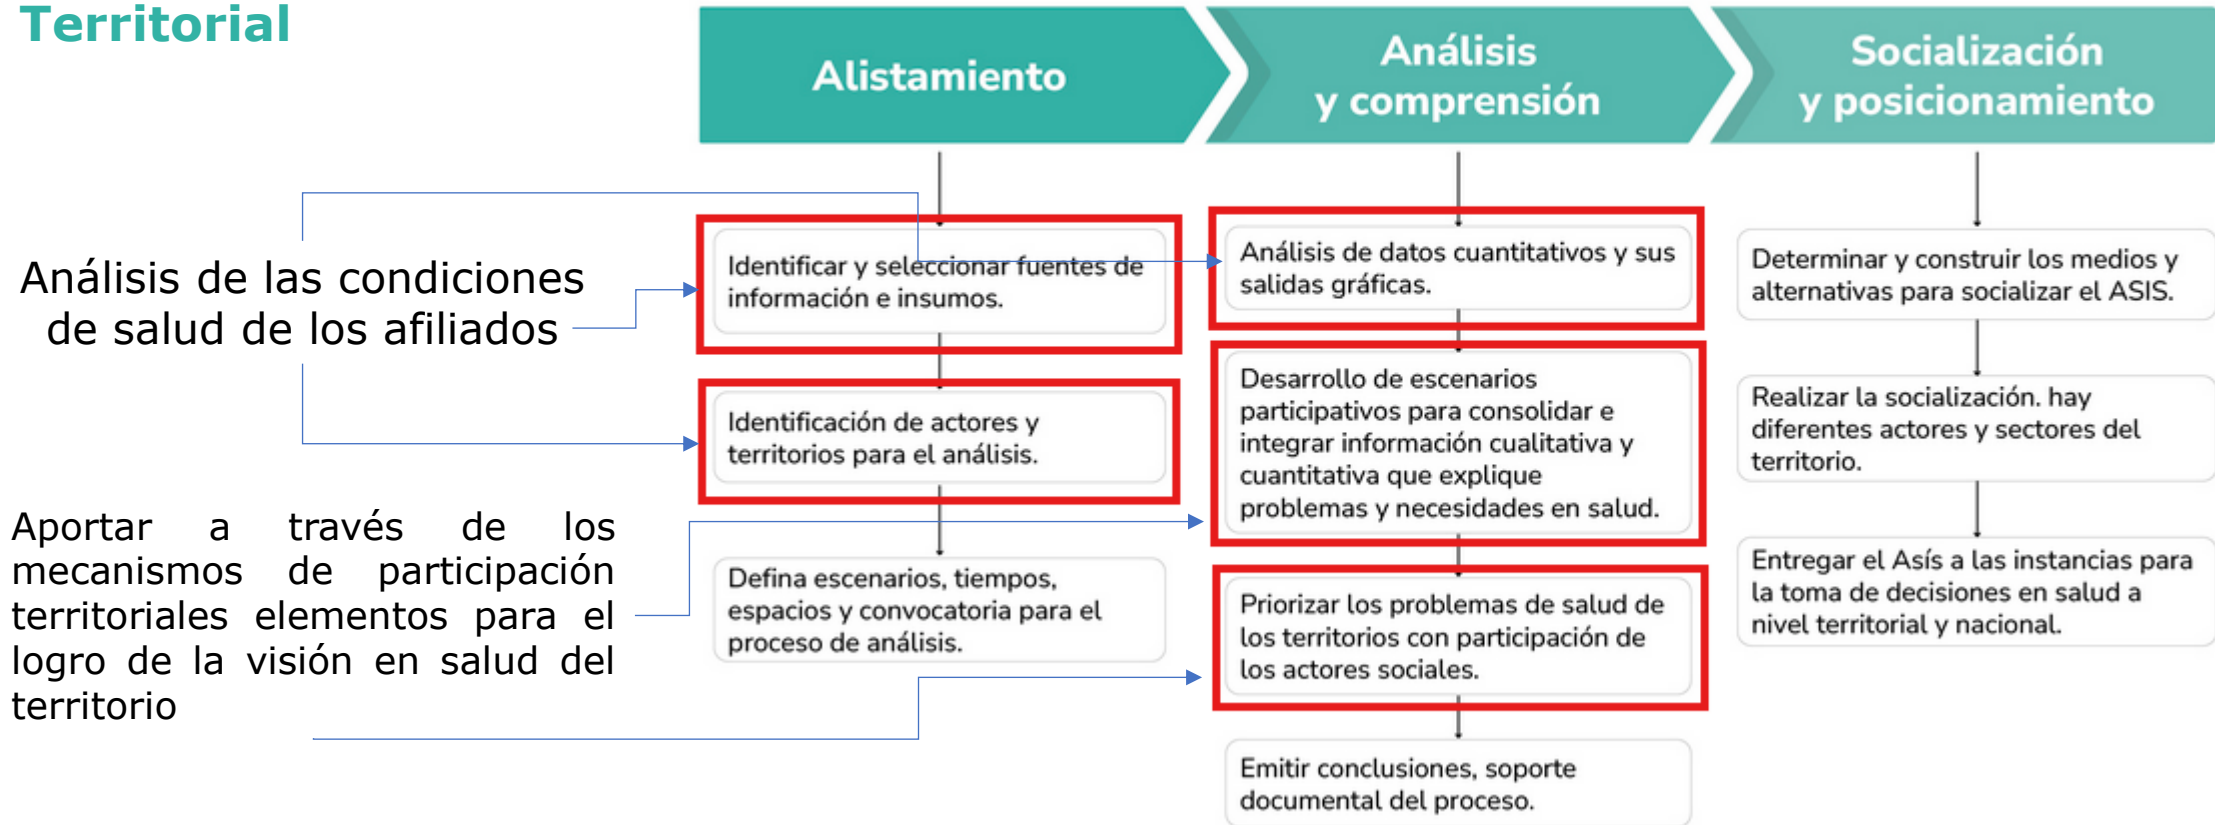 Territorial
Análisis de las condiciones
de salud de los afiliados
Aportar a través de los
mecanismos de participación
territoriales elementos para el
logro de la visión en salud del
territorio
Alistamiento
Identificar y seleccionar fuentes de
información e insumos.
Identificación de actores y
territorios para el análisis.
Defina escenarios, tiempos,
espacios y convocatoria para el
proceso de análisis.
Análisis
y comprensión
Análisis de datos cuantitativos y sus
salidas gráficas.
Desarrollo de escenarios
participativos para consolidar e
integrar información cualitativa y
cuantitativa que explique
problemas y necesidades en salud.
Priorizar los problemas de salud de
los territorios con participación de
los actores sociales.
Emitir conclusiones, soporte
documental del proceso.
Socialización
y posicionamiento
Determinar y construir los medios y
alternativas para socializar el ASIS.
Realizar la socialización. hay
diferentes actores y sectores del
territorio.
Entregar el Asís a las instancias para
la toma de decisiones en salud a
nivel territorial y nacional.